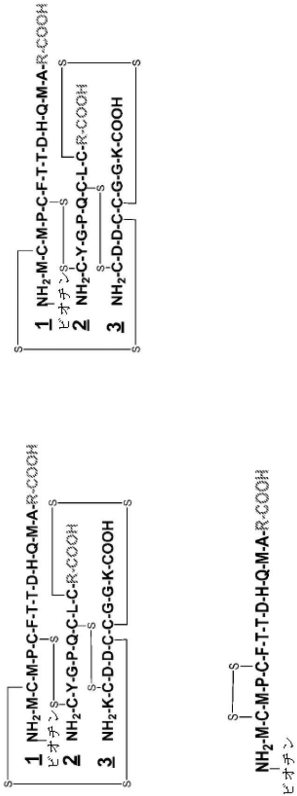 S
NH₂-M-C-M-P-C-F-T-T-D-H-Q-M-A-R-COOH
1
ビオチン
S S
S
NH₂-C-Y-G-P-Q-C-L-C-R-COOH
2
S
S
S
NH₂-K-C-D-D-C-C-G-G-K-COOH
3
S
S
NH₂-M-C-M-P-C-F-T-T-D-H-Q-M-A-R-COOH
1
ビオチン
S S
S
NH₂-C-Y-G-P-Q-C-L-C-R-COOH
2
S
S
S
NH₂-C-D-D-C-C-G-G-K-COOH
3
S
S S
NH₂-M-C-M-P-C-F-T-T-D-H-Q-M-A-R-COOH
ビオチン